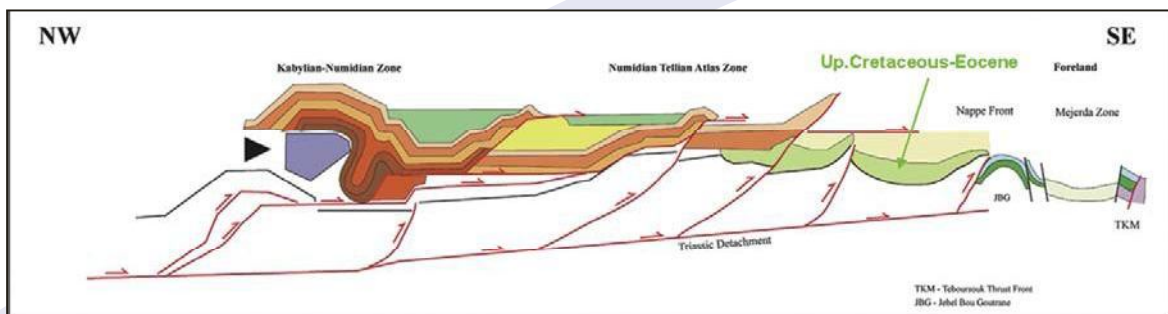 NW
SE
Kabylian-Numidian Zone
Numidian Tellian Atlas Zone
Up.Cretaceous-Eocene
Foreland
Nappe Front
Mejerda Zone
JBG
TKM
Triassic Detachment
TKM - Teboursouk Thrust Front
JBG - Jebel Bou Goutrane